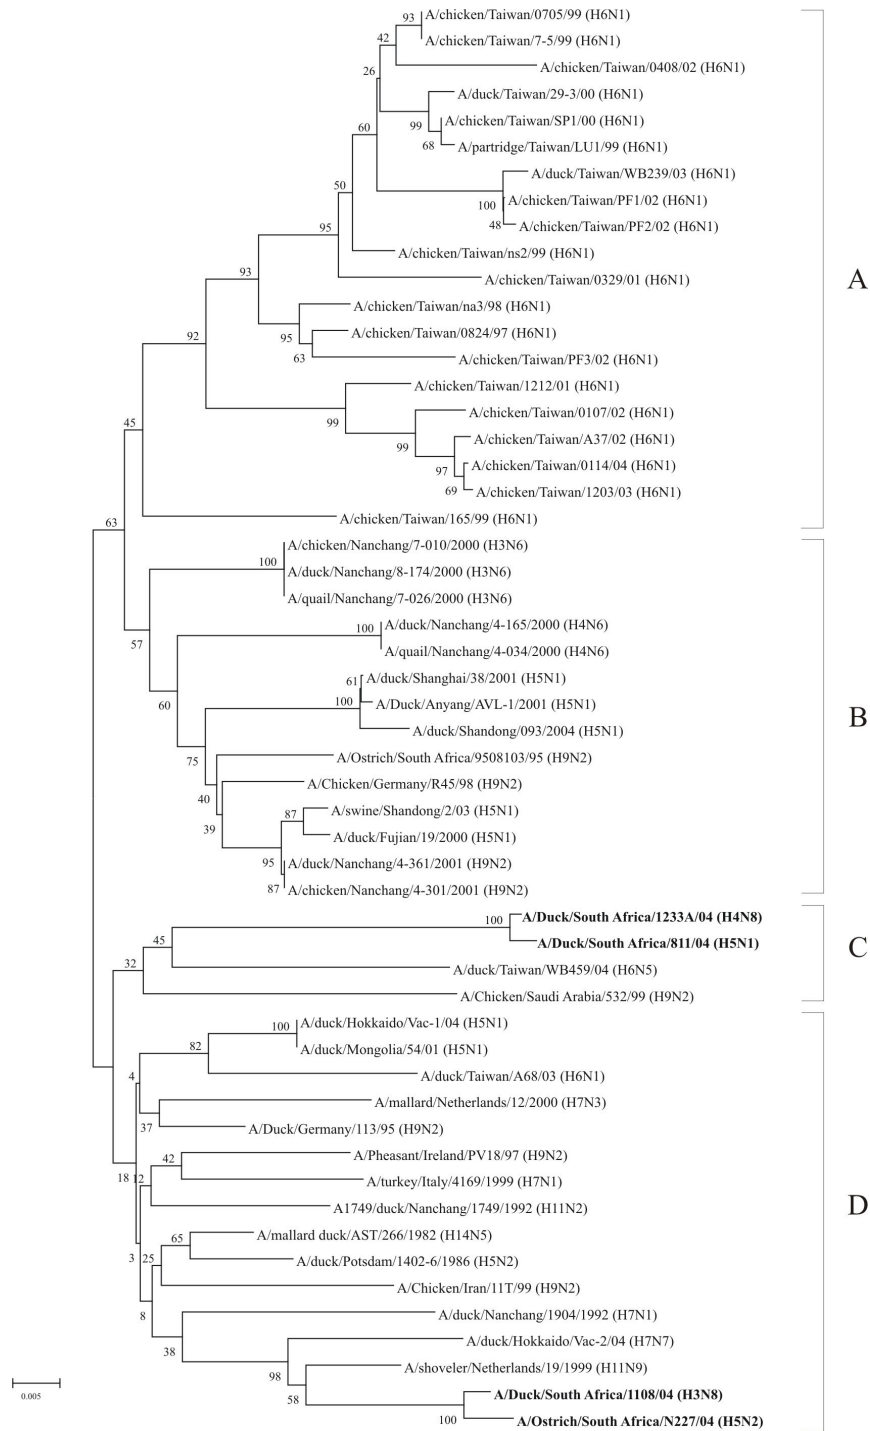 93
A/chicken/Taiwan/0705/99 (H6N1)
42
A/chicken/Taiwan/7-5/99 (H6N1)
26
A/chicken/Taiwan/0408/02 (H6N1)
A/duck/Taiwan/29-3/00 (H6N1)
60
99
A/chicken/Taiwan/SP1/00 (H6N1)
68
A/partridge/Taiwan/LU1/99 (H6N1)
A/duck/Taiwan/WB239/03 (H6N1)
50
100
A/chicken/Taiwan/PF1/02 (H6N1)
48
A/chicken/Taiwan/PF2/02 (H6N1)
95
A/chicken/Taiwan/ns2/99 (H6N1)
93
A/chicken/Taiwan/0329/01 (H6N1)
A
A/chicken/Taiwan/na3/98 (H6N1)
92
95
A/chicken/Taiwan/0824/97 (H6N1)
63
A/chicken/Taiwan/PF3/02 (H6N1)
A/chicken/Taiwan/1212/01 (H6N1)
45
99
A/chicken/Taiwan/0107/02 (H6N1)
99
A/chicken/Taiwan/A37/02 (H6N1)
97
A/chicken/Taiwan/0114/04 (H6N1)
69
A/chicken/Taiwan/1203/03 (H6N1)
63
A/chicken/Taiwan/165/99 (H6N1)
A/chicken/Nanchang/7-010/2000 (H3N6)
100
A/duck/Nanchang/8-174/2000 (H3N6)
A/quail/Nanchang/7-026/2000 (H3N6)
57
100
A/duck/Nanchang/4-165/2000 (H4N6)
A/quail/Nanchang/4-034/2000 (H4N6)
60
61
A/duck/Shanghai/38/2001 (H5N1)
100
A/Duck/Anyang/AVL-1/2001 (H5N1)
B
A/duck/Shandong/093/2004 (H5N1)
75
A/Ostrich/South Africa/9508103/95 (H9N2)
40
A/Chicken/Germany/R45/98 (H9N2)
39
87
A/swine/Shandong/2/03 (H5N1)
A/duck/Fujian/19/2000 (H5N1)
95
A/duck/Nanchang/4-361/2001 (H9N2)
87
A/chicken/Nanchang/4-301/2001 (H9N2)
100
A/Duck/South Africa/1233A/04 (H4N8)
45
A/Duck/South Africa/811/04 (H5N1)
C
32
A/duck/Taiwan/WB459/04 (H6N5)
A/Chicken/Saudi Arabia/532/99 (H9N2)
100
A/duck/Hokkaido/Vac-1/04 (H5N1)
82
A/duck/Mongolia/54/01 (H5N1)
4
A/duck/Taiwan/A68/03 (H6N1)
37
A/mallard/Netherlands/12/2000 (H7N3)
A/Duck/Germany/113/95 (H9N2)
42
A/Pheasant/Ireland/PV18/97 (H9N2)
18
12
A/turkey/Italy/4169/1999 (H7N1)
A1749/duck/Nanchang/1749/1992 (H11N2)
D
65
A/mallard duck/AST/266/1982 (H14N5)
3
25
A/duck/Potsdam/1402-6/1986 (H5N2)
A/Chicken/Iran/11T/99 (H9N2)
8
A/duck/Nanchang/1904/1992 (H7N1)
38
A/duck/Hokkaido/Vac-2/04 (H7N7)
98
A/shoveler/Netherlands/19/1999 (H11N9)
58
A/Duck/South Africa/1108/04 (H3N8)
0.005
100
A/Ostrich/South Africa/N227/04 (H5N2)